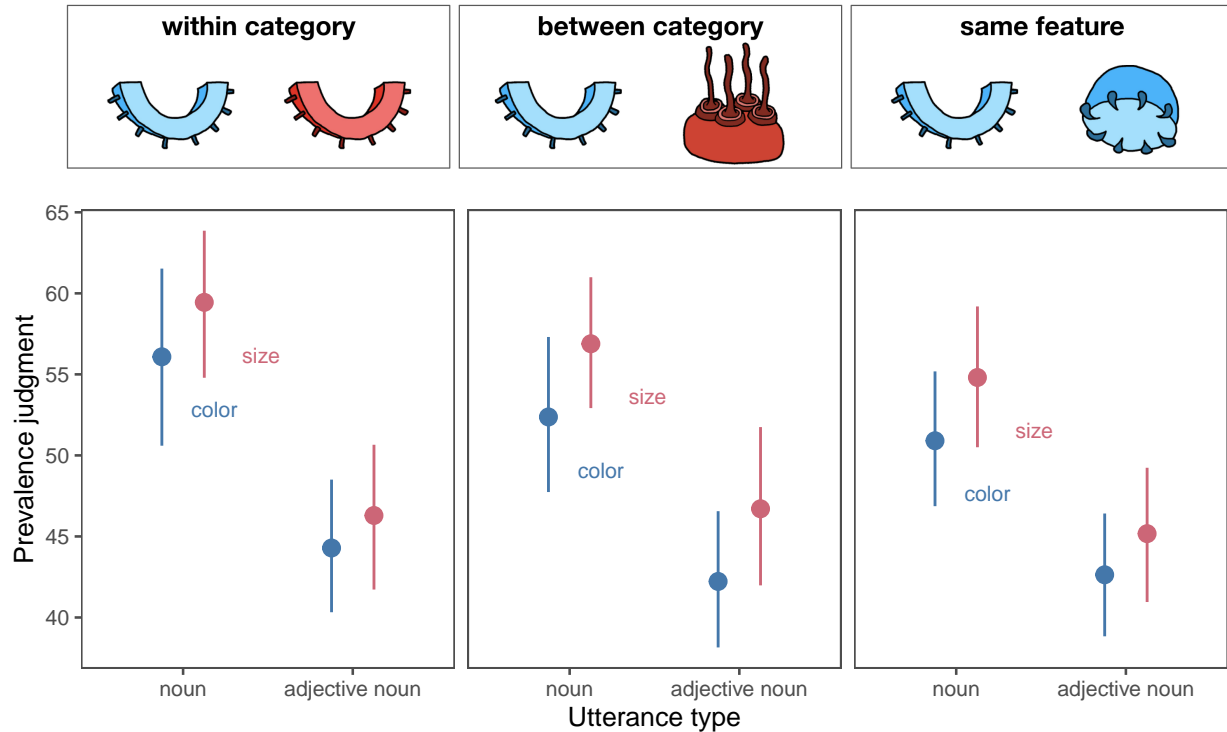 within category
between category
same feature
Prevalence judgment
65
60
55
50
45
40
size
color
size
color
size
color
noun
adjective noun
noun
adjective noun
noun
adjective noun
Utterance type